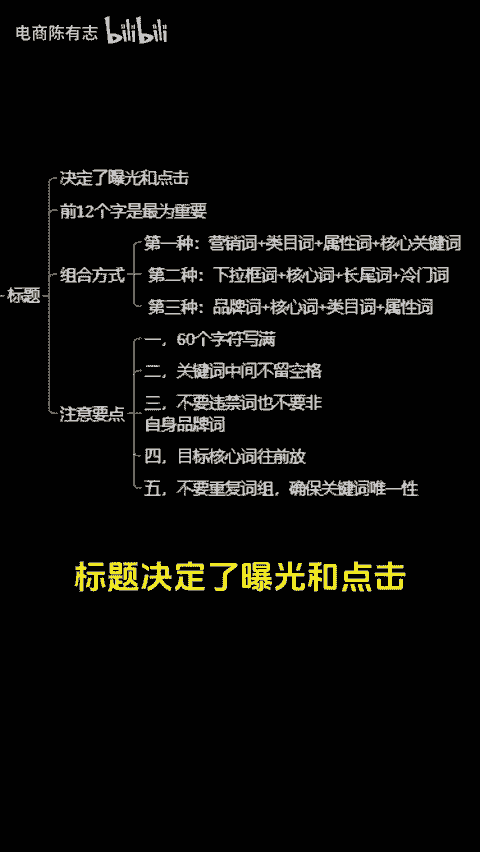 电商陈有志 bilibili
决定了曝光和点击
前12个字是最为重要
第一种：营销词+类目词+属性词+核心关键词
组合方式
第二种：下拉框词+核心词+长尾词+冷门词
标题
第三种：品牌词+核心词+类目词+属性词
一，60个字符写满
二，关键词中间不留空格
三，不要违禁词也不要非
自身品牌词
注意要点
四，目标核心词往前放
五，不要重复词组，确保关键词唯一性
标题决定了曝光和点击